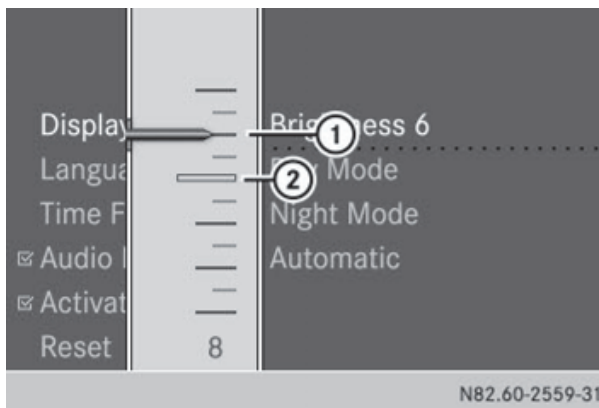 Display Brig 1 ess 6
Langua 2 Mode
Time F Night Mode
Audio Automatic
Activat
Reset 8
N82.60-2559-31